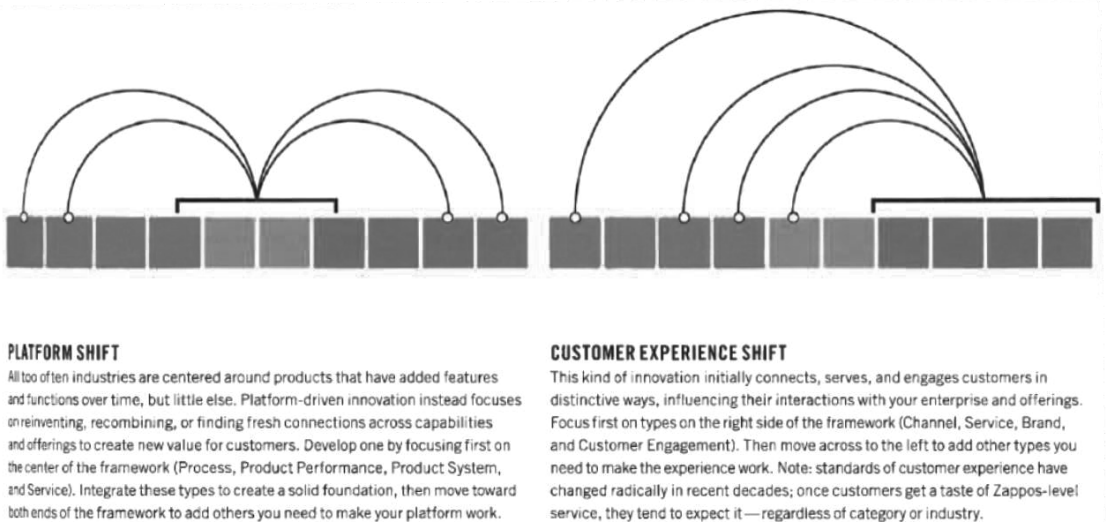 PLATFORM SHIFT
All too often industries are centered around products that have added features
and functions over time, but little else. Platform-driven innovation instead focuses
on reinventing, recombining, or finding fresh connections across capabilities
and offerings to create new value for customers. Develop one by focusing first on
the center of the framework (Process, Product Performance, Product System,
and Service). Integrate these types to create a solid foundation, then move toward
both ends of the framework to add others you need to make your platform work.
CUSTOMER EXPERIENCE SHIFT
This kind of innovation initially connects, serves, and engages customers in
distinctive ways, influencing their interactions with your enterprise and offerings.
Focus first on types on the right side of the framework (Channel, Service, Brand,
and Customer Engagement). Then move across to the left to add other types you
need to make the experience work. Note: standards of customer experience have
changed radically in recent decades; once customers get a taste of Zappos-level
service, they tend to expect it—regardless of category or industry.